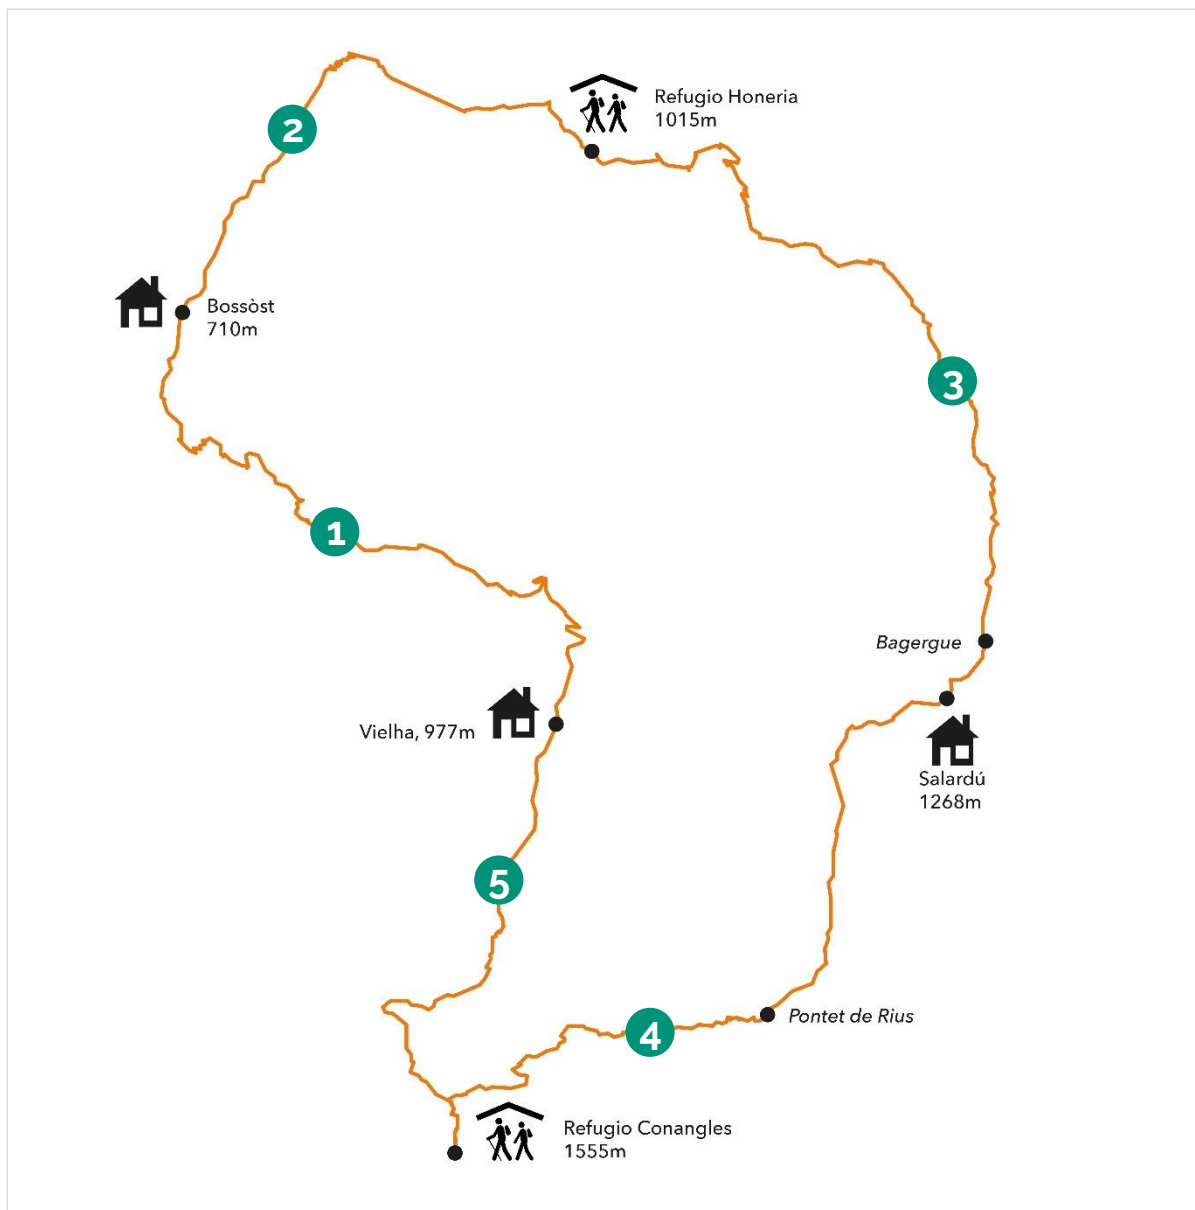 Refugio Honeria
1015m
2
Bossòst
710m
3
1
Bagergue
Vielha, 977m
Salardú
1268m
5
Pontet de Rius
4
Refugio Conangles
1555m